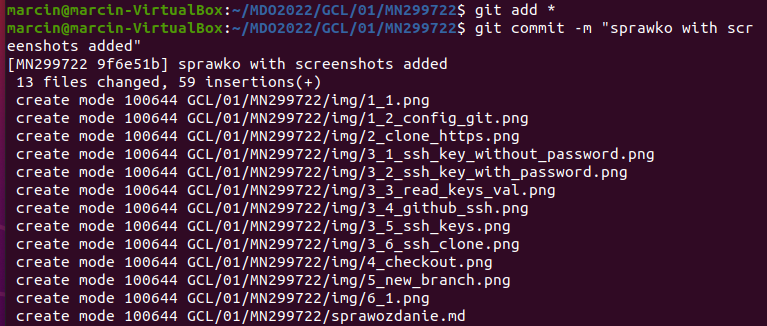 marcin@marcin-VirtualBox:~/MDO2022/GCL/01/MN299722$ git add *
marcin@marcin-VirtualBox:~/MDO2022/GCL/01/MN299722$ git commit -m "sprawko with scr
eenshots added"
[MN299722 9f6e51b] sprawko with screenshots added
 13 files changed, 59 insertions(+)
 create mode 100644 GCL/01/MN299722/img/1_1.png
 create mode 100644 GCL/01/MN299722/img/1_2_config_git.png
 create mode 100644 GCL/01/MN299722/img/2_clone_https.png
 create mode 100644 GCL/01/MN299722/img/3_1_ssh_key_without_password.png
 create mode 100644 GCL/01/MN299722/img/3_2_ssh_key_with_password.png
 create mode 100644 GCL/01/MN299722/img/3_3_read_keys_val.png
 create mode 100644 GCL/01/MN299722/img/3_4_github_ssh.png
 create mode 100644 GCL/01/MN299722/img/3_5_ssh_keys.png
 create mode 100644 GCL/01/MN299722/img/3_6_ssh_clone.png
 create mode 100644 GCL/01/MN299722/img/4_checkout.png
 create mode 100644 GCL/01/MN299722/img/5_new_branch.png
 create mode 100644 GCL/01/MN299722/img/6_1.png
 create mode 100644 GCL/01/MN299722/sprawozdanie.md